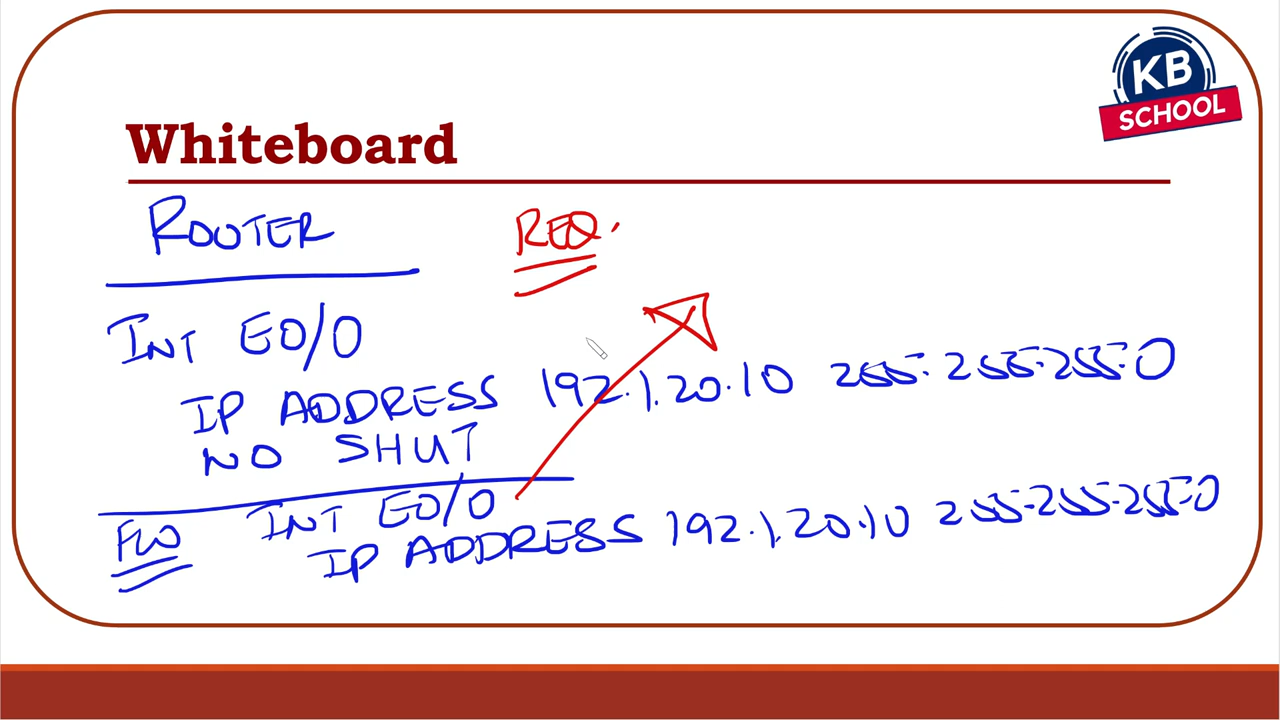 KB
SCHOOL
Whiteboard
ROUTER
REQ.
INT E0/0
IP ADDRESS 192.1.20.10 255.255.255.0
NO SHUT
FW INT E0/0
IP ADDRESS 192.1.20.10 255.255.255.0